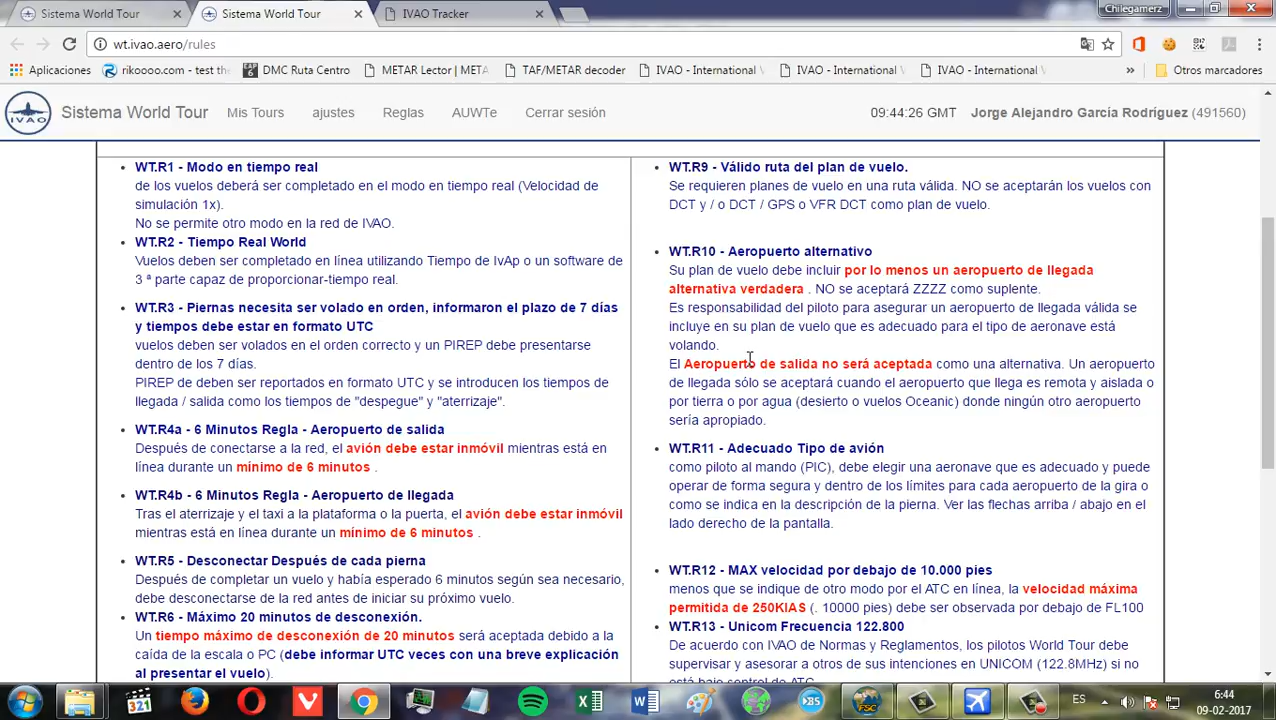 Sistema World Tour
Sistema World Tour
IVAO Tracker
Chilegamerz
wt.ivao.aero/rules
Aplicaciones
rikoooo.com - test the
DMC Ruta Centro
METAR Lector | META
TAF/METAR decoder
IVAO - International V
IVAO - International V
IVAO - International V
»
Otros marcadores
IVAO
Sistema World Tour
Mis Tours
ajustes
Reglas
AUWTe
Cerrar sesión
09:44:26 GMT
Jorge Alejandro García Rodríguez (491560)
WT.R1 - Modo en tiempo real
de los vuelos deberá ser completado en el modo en tiempo real (Velocidad de
simulación 1x).
No se permite otro modo en la red de IVAO.
WT.R2 - Tiempo Real World
Vuelos deben ser completado en línea utilizando Tiempo de IvAp o un software de
3 ª parte capaz de proporcionar-tiempo real.
WT.R3 - Piernas necesita ser volado en orden, informaron el plazo de 7 días
y tiempos debe estar en formato UTC
vuelos deben ser volados en el orden correcto y un PIREP debe presentarse
dentro de los 7 días.
PIREP de deben ser reportados en formato UTC y se introducen los tiempos de
llegada / salida como los tiempos de "despegue" y "aterrizaje".
WT.R4a - 6 Minutos Regla - Aeropuerto de salida
Después de conectarse a la red, el avión debe estar inmóvil mientras está en
línea durante un mínimo de 6 minutos .
WT.R4b - 6 Minutos Regla - Aeropuerto de llegada
Tras el aterrizaje y el taxi a la plataforma o la puerta, el avión debe estar inmóvil
mientras está en línea durante un mínimo de 6 minutos .
WT.R5 - Desconectar Después de cada pierna
Después de completar un vuelo y había esperado 6 minutos según sea necesario,
debe desconectarse de la red antes de iniciar su próximo vuelo.
WT.R6 - Máximo 20 minutos de desconexión.
Un tiempo máximo de desconexión de 20 minutos será aceptada debido a la
caída de la escala o PC (debe informar UTC veces con una breve explicación
al presentar el vuelo).
WT.R9 - Válido ruta del plan de vuelo.
Se requieren planes de vuelo en una ruta válida. NO se aceptarán los vuelos con
DCT y / o DCT / GPS o VFR DCT como plan de vuelo.
WT.R10 - Aeropuerto alternativo
Su plan de vuelo debe incluir por lo menos un aeropuerto de llegada
alternativa verdadera . NO se aceptará ZZZZ como suplente.
Es responsabilidad del piloto para asegurar un aeropuerto de llegada válida se
incluye en su plan de vuelo que es adecuado para el tipo de aeronave está
volando.
El Aeropuerto de salida no será aceptada como una alternativa. Un aeropuerto
de llegada sólo se aceptará cuando el aeropuerto que llega es remota y aislada o
por tierra o por agua (desierto o vuelos Oceanic) donde ningún otro aeropuerto
sería apropiado.
WT.R11 - Adecuado Tipo de avión
como piloto al mando (PIC), debe elegir una aeronave que es adecuado y puede
operar de forma segura y dentro de los límites para cada aeropuerto de la gira o
como se indica en la descripción de la pierna. Ver las flechas arriba / abajo en el
lado derecho de la pantalla.
WT.R12 - MAX velocidad por debajo de 10.000 pies
menos que se indique de otro modo por el ATC en línea, la velocidad máxima
permitida de 250KIAS (. 10000 pies) debe ser observada por debajo de FL100
WT.R13 - Unicom Frecuencia 122.800
De acuerdo con IVAO de Normas y Reglamentos, los pilotos World Tour debe
supervisar y asesorar a otros de sus intenciones en UNICOM (122.8MHz) si no
está bajo control de ATC
321
FSC
ES
6:44
09-02-2017